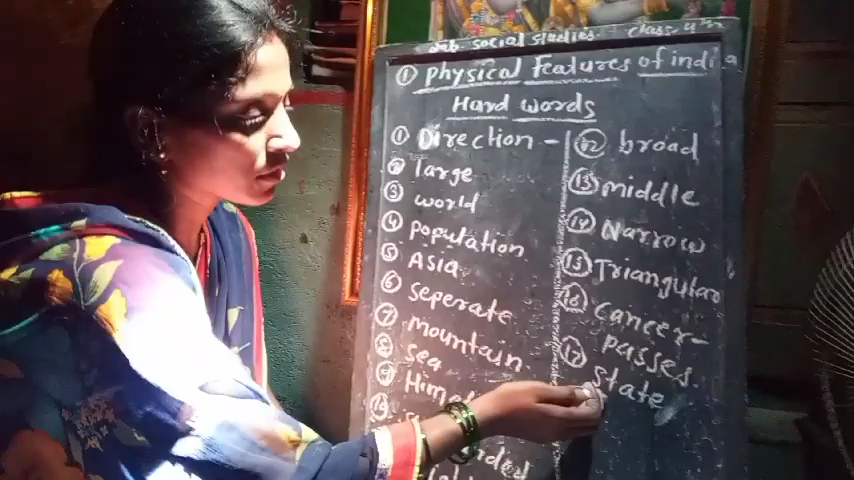 Sub. social studies. class 4th
① physical Features of india
Hard words
① Direction -
② large
③ world
④ population
⑤ Asia
⑥ Seperate
⑦ mountain
⑧ Sea
⑨
⑩
⑫ broad
⑬ middle
⑭ Narrow
⑮ Triangular
⑯ Cancer-
passes
⑰ State